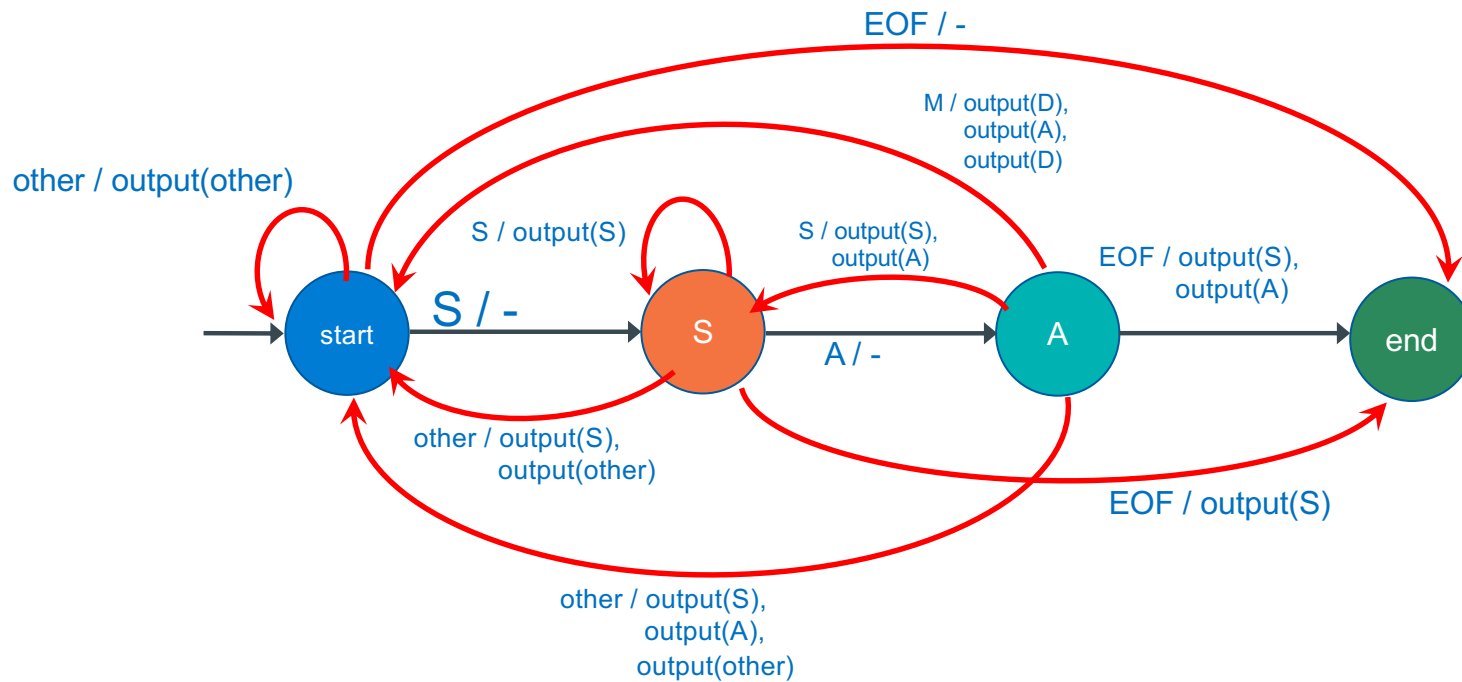 EOF / -
M / output(D),
output(A),
output(D)
other / output(other)
S / output(S)
S / output(S),
output(A)
EOF / output(S),
output(A)
S / -
start
S
A / -
A
end
other / output(S),
output(other)
EOF / output(S)
other / output(S),
output(A),
output(other)